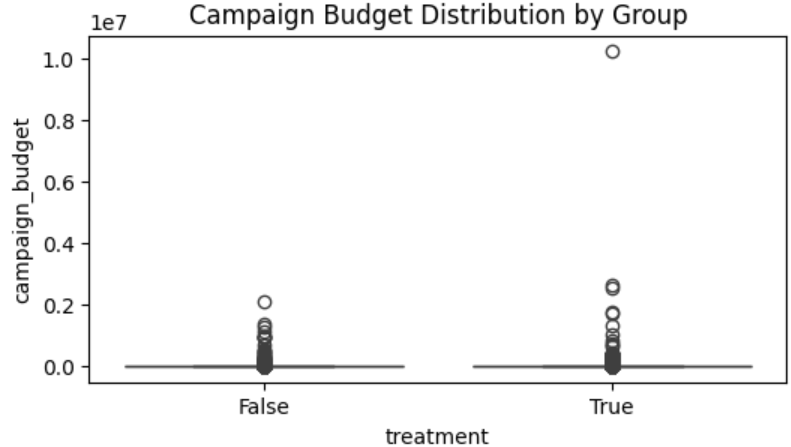 Campaign Budget Distribution by Group
1e7
1.0
0.8
0.6
0.4
0.2
0.0
campaign_budget
False
True
treatment